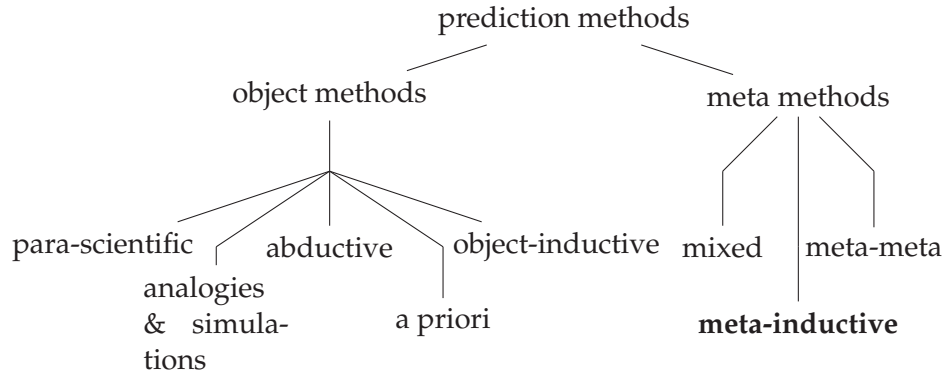 prediction methods
object methods
meta methods
para-scientific
abductive
object-inductive
mixed
meta-meta
analogies
& simula-
tions
a priori
meta-inductive